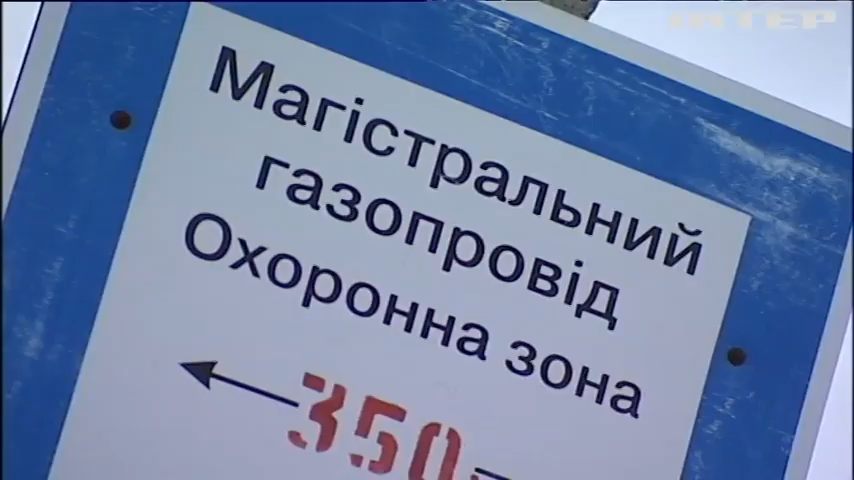 ІНТЕР
Магістральний
газопровід
Охоронна зона
350